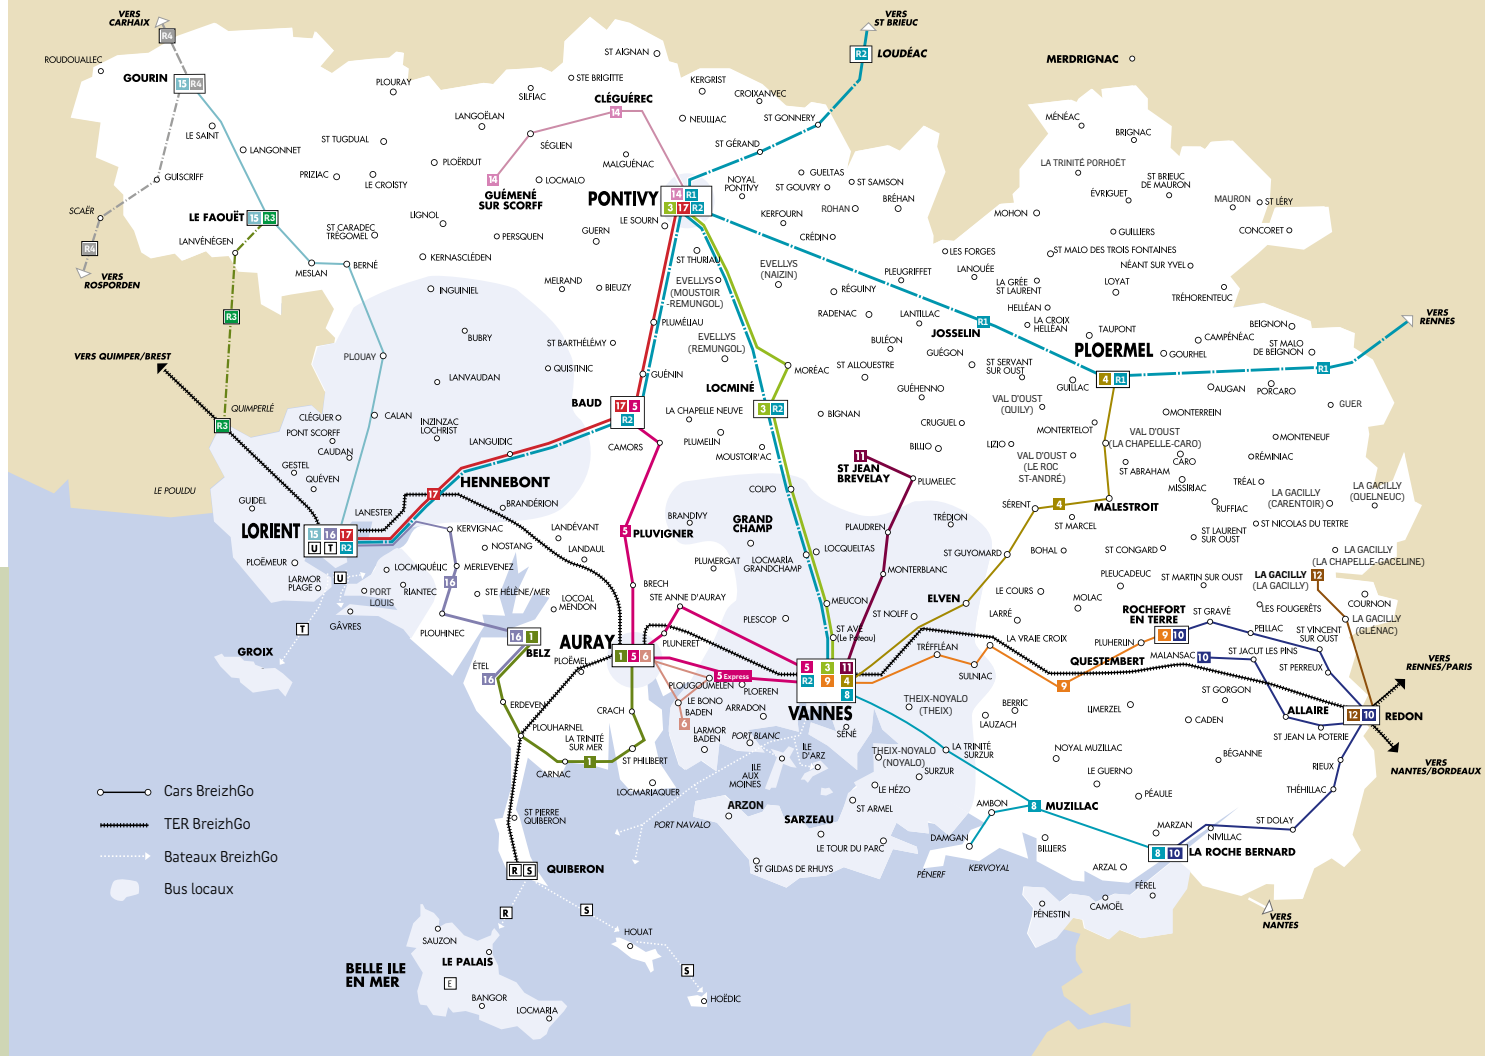 VERS
CARHAIX
R4
VERS
ST BRIEUC
R2
LOUDÉAC
ROUDOUALLEC
GOURIN
15 R4
ST AIGNAN
MERDRIGNAC
STE BRIGITTE
KERGRIST
PLOURAY
SILFIAC
CLÉGUÉREC
14
CROIXANVEC
NEULLIAC
ST GONNERY
LANGOËLAN
MÉNÉAC
BRIGNAC
LE SAINT
LANGONNET
ST TUGDUAL
SÉGLIEN
ST GÉRAND
PLOËRDUT
MALGUÉNAC
LA TRINITÉ PORHOËT
GUISCRIFF
PRIZIAC
LE CROISTY
14
LOCMALO
GUÉMENÉ
SUR SCORFF
PONTIVY
14 R1
3 17 R2
NOYAL
PONTIVY
GUELTAS
ST GOUVRY
ST SAMSON
ST BRIEUC
DE MAURON
ÉVRIGUET
MAURON
ST LÉRY
SCAËR
LE FAOUËT
15 R3
LIGNOL
LE SOURN
KERFOURN
ROHAN
BRÉHAN
MOHON
LANVÉNÉGEN
ST CARADEC
TRÉGOMEL
PERSQUEN
GUERN
CRÉDIN
GUILLIERS
CONCORET
R4
VERS
ROSPORDEN
MESLAN
BERNÉ
KERNASCLÉDEN
ST THURIAU
EVELLYS
(NAIZIN)
LES FORGES
ST MALO DES TROIS FONTAINES
LANOUÉE
NÉANT SUR YVEL
INGUINIEL
MELRAND
BIEUZY
EVELLYS
(MOUSTOIR
-REMUNGOL)
PLEUGRIFFET
RÉGUINY
LA GRÉE
ST LAURENT
LOYAT
TRÉHORENTEUC
R3
BUBRY
PLUMÉLIAU
RADENAC
LANTILLAC
R1
JOSSELIN
HELLÉAN
LA CROIX
HELLÉAN
TAUPONT
VERS
RENNES
VERS QUIMPER/BREST
PLOUAY
ST BARTHÉLÉMY
EVELLYS
(REMUNGOL)
BULÉON
GUÉGON
PLOERMEL
GOURHEL
CAMPÉNÉAC
BEIGNON
ST MALO
DE BEIGNON
LANVAUDAN
QUISTINIC
GUÉNIN
MORÉAC
ST ALLOUESTRE
ST SERVANT
SUR OUST
GUILLAC
4 R1
R1
LOCMINÉ
3 R2
GUÉHENNO
AUGAN
PORCARO
GUER
QUIMPERLÉ
R3
CLÉGUER
CALAN
BAUD
17 5
R2
LA CHAPELLE NEUVE
BIGNAN
CRUGUEL
VAL D'OUST
(QUILY)
MONTERREIN
PONT SCORFF
CAUDAN
INZINZAC
LOCHRIST
LANGUIDIC
CAMORS
PLUMELIN
MOUSTOIR'AC
BILLIO
LIZIO
MONTERTELOT
VAL D'OUST
(LA CHAPELLE-CARO)
MONTENEUF
GESTEL
QUÉVEN
11
ST JEAN
BREVELAY
VAL D'OUST
(LE ROC
ST-ANDRÉ)
CARO
ST ABRAHAM
RÉMINIAC
LE POULDU
GUIDEL
HENNEBONT
17
COLPO
PLUMELEC
MISSIRIAC
TRÉAL
LA GACILLY
(CARENTOIR)
LA GACILLY
(QUELNEUC)
BRANDÉRION
SÉRENT
4
MALESTROIT
RUFFIAC
LANESTER
LORIENT
15 16 17
U T R2
KERVIGNAC
LANDÉVANT
5
PLUVIGNER
BRANDIVY
GRAND
CHAMP
PLAUDREN
TRÉDION
ST MARCEL
ST LAURENT
SUR OUST
ST NICOLAS DU TERTRE
NOSTANG
LANDAUL
LOCQUELTAS
ST GUYOMARD
BOHAL
ST CONGARD
LA GACILLY
(LA CHAPELLE-GACELINE)
PLOËMEUR
LOCMIQUÉLIC
MERLEVENEZ
PLUMERGAT
LOCMARIA
GRANDCHAMP
MONTERBLANC
PLEUCADEUC
ST MARTIN SUR OUST
LA GACILLY
(LA GACILLY)
12
LARMOR
PLAGE
U
PORT
LOUIS
RIANTEC
16
STE HÉLÈNE/MER
BRECH
STE ANNE D'AURAY
MEUCON
ELVEN
LE COURS
MOLAC
ROCHEFORT
EN TERRE
ST GRAVÉ
LES FOUGERÊTS
COURNON
GÂVRES
LOCOAL
MENDON
PLESCOP
ST NOLFF
LARRÉ
LA GACILLY
(GLÉNAC)
T
PLOUHINEC
16 1
BELZ
AURAY
1 5 6
PLUNERET
ST AVÉ
(Le Poteau)
TRÉFFLÉAN
LA VRAIE CROIX
PLUHERLIN
9 10
PEILLAC
ST VINCENT
SUR OUST
GROIX
ÉTEL
16
PLOËMEL
5 3 11
R2 9 4
8
SULNIAC
QUESTEMBERT
MALANSAC
10
ST JACUT LES PINS
ST PERREUX
VERS
RENNES/PARIS
5 Express
PLOUGOUMELEN
PLOEREN
9
ST GORGON
ERDEVEN
CRACH
LE BONO
BADEN
6
ARRADON
VANNES
THEIX-NOYALO
(THEIX)
BERRIC
LAUZACH
LIMERZEL
CADEN
ALLAIRE
12 10
REDON
PLOUHARNEL
LA TRINITÉ
SUR MER
LARMOR
BADEN
PORT BLANC
SÉNÉ
ST JEAN LA POTERIE
1
CARNAC
ST PHILIBERT
ILE
AUX
MOINES
ILE
D'ARZ
THEIX-NOYALO
(NOYALO)
LA TRINITÉ
SURZUR
NOYAL MUZILLAC
BÉGANNE
RIEUX
VERS
NANTES/BORDEAUX
LOCMARIAQUER
SURZUR
LE HÉZO
LE GUERNO
PÉAULE
THÉHILLAC
Cars BreizhGo
TER BreizhGo
Bateaux BreizhGo
Bus locaux
ST PIERRE
QUIBERON
PORT NAVALO
ARZON
SARZEAU
ST ARMEL
AMBON
8
MUZILLAC
MARZAN
NIVILLAC
ST DOLAY
LE TOUR DU PARC
DAMGAN
BILLIERS
8 10
LA ROCHE BERNARD
R S
QUIBERON
ST GILDAS DE RHUYS
PÉNERF
KERVOYAL
ARZAL
FÉREL
R
S
PÉNESTIN
CAMOËL
VERS
NANTES
SAUZON
HOUAT
BELLE ILE
EN MER
LE PALAIS
E
S
BANGOR
LOCMARIA
HOËDIC